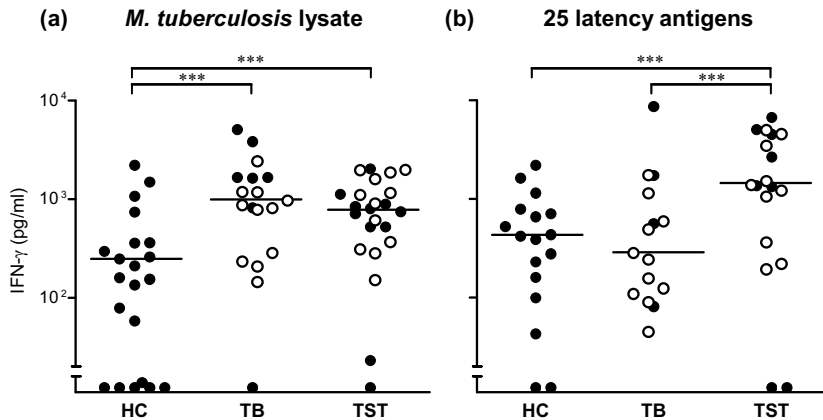 (a) M. tuberculosis lysate
(b) 25 latency antigens
***
***
***
***
IFN-γ (pg/ml)
10⁴
10³
10²
HC TB TST
HC TB TST